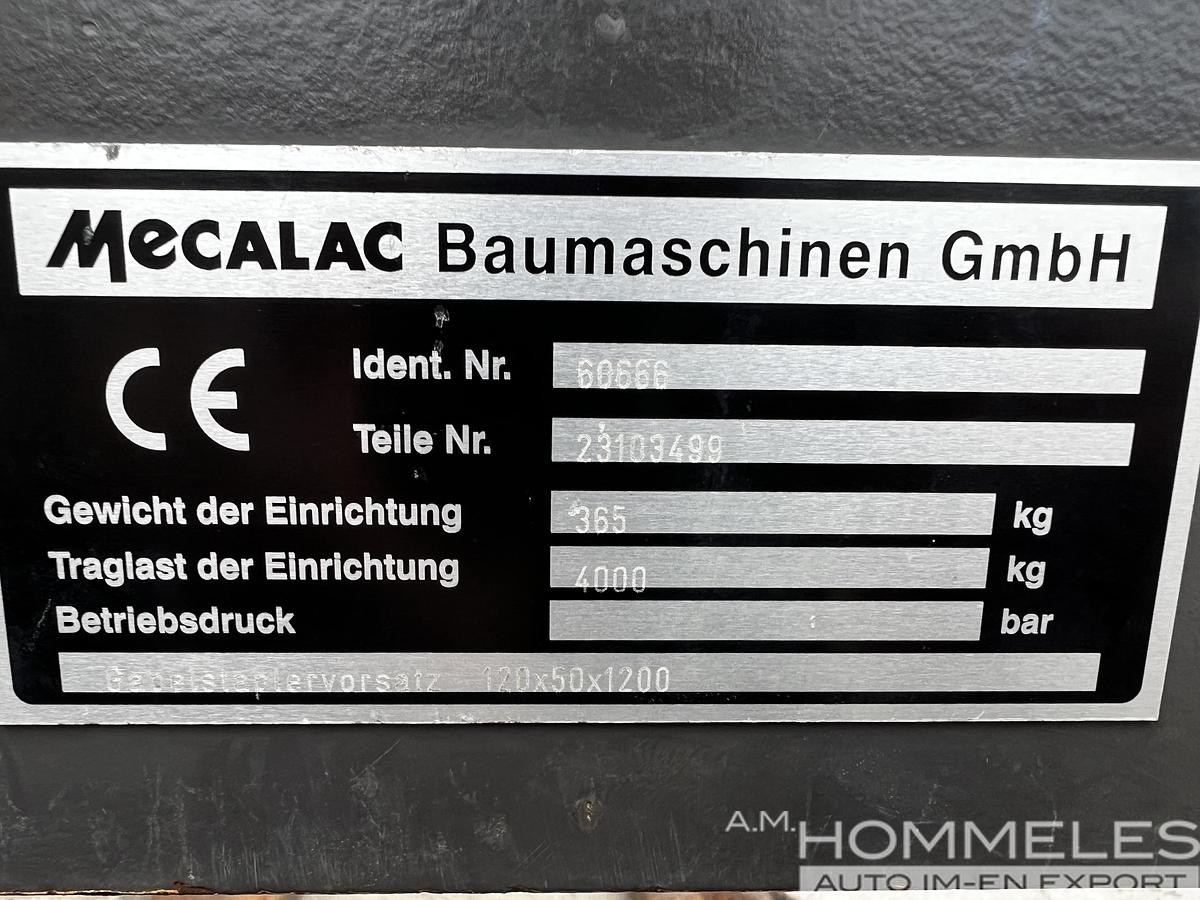 MeCALAC Baumaschinen GmbH
CE
Ident. Nr. 60666
Teile Nr. 23103499
Gewicht der Einrichtung 365 kg
Traglast der Einrichtung 4000 kg
Betriebsdruck bar
Gabelstaplervorsatz 120x50x1200
A.M. HOMMELES
AUTO IM-EN EXPORT